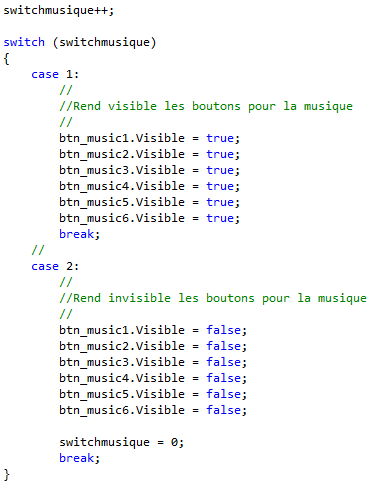 switchmusique++;

switch (switchmusique)
{
    case 1:
        //
        //Rend visible les boutons pour la musique
        //
        btn_music1.Visible = true;
        btn_music2.Visible = true;
        btn_music3.Visible = true;
        btn_music4.Visible = true;
        btn_music5.Visible = true;
        btn_music6.Visible = true;
        break;
    //
    case 2:
        //
        //Rend invisible les boutons pour la musique
        //
        btn_music1.Visible = false;
        btn_music2.Visible = false;
        btn_music3.Visible = false;
        btn_music4.Visible = false;
        btn_music5.Visible = false;
        btn_music6.Visible = false;

        switchmusique = 0;
        break;
}